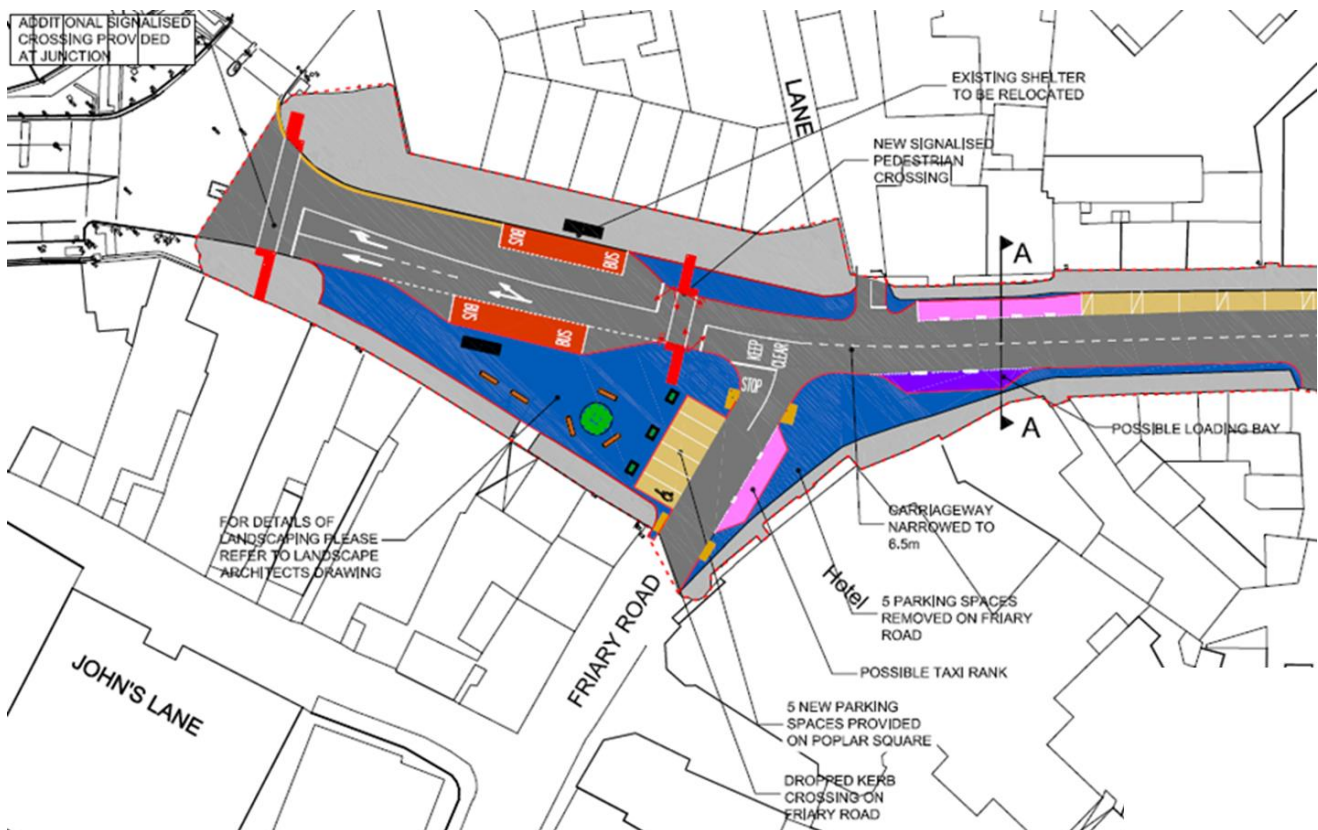 ADDITIONAL SIGNALISED
CROSSING PROVIDED
AT JUNCTION
EXISTING SHELTER
TO BE RELOCATED
LANE
NEW SIGNALISED
PEDESTRIAN
CROSSING
A
BUS
BUS
BUS
BUS
KEEP
CLEAR
STOP
A
POSSIBLE LOADING BAY
CARRIAGEWAY
NARROWED TO
6.5m
FOR DETAILS OF
LANDSCAPING PLEASE
REFER TO LANDSCAPE
ARCHITECTS DRAWING
Hotel
5 PARKING SPACES
REMOVED ON FRIARY
ROAD
FRIARY ROAD
POSSIBLE TAXI RANK
JOHN'S LANE
5 NEW PARKING
SPACES PROVIDED
ON POPLAR SQUARE
DROPPED KERB
CROSSING ON
FRIARY ROAD